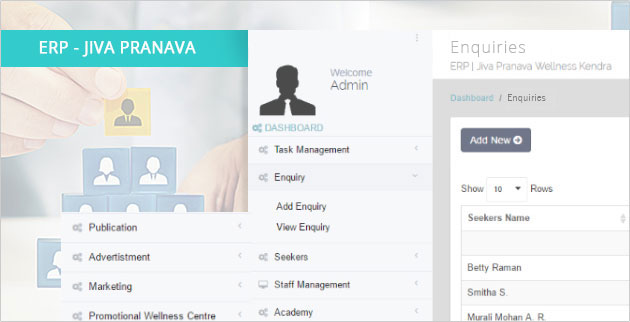 ERP - JIVA PRANAVA
Publication
Advertistment
Marketing
Promotional Wellness Centre
Welcome
Admin
DASHBOARD
Task Management
Enquiry
Add Enquiry
View Enquiry
Seekers
Staff Management
Academy
Enquiries
ERP | Jiva Pranava Wellness Kendra
Dashboard / Enquiries
Add New
Show 10 Rows
Seekers Name
Betty Raman
Smitha S.
Murali Mohan A. R.